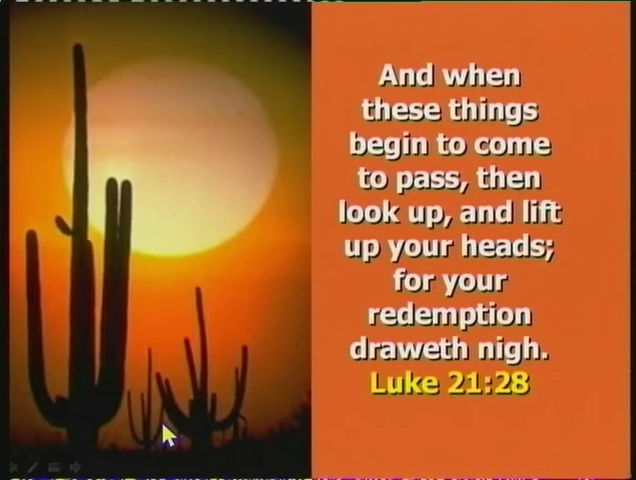 And when
these things
begin to come
to pass, then
look up, and lift
up your heads;
for your
redemption
draweth nigh.
Luke 21:28